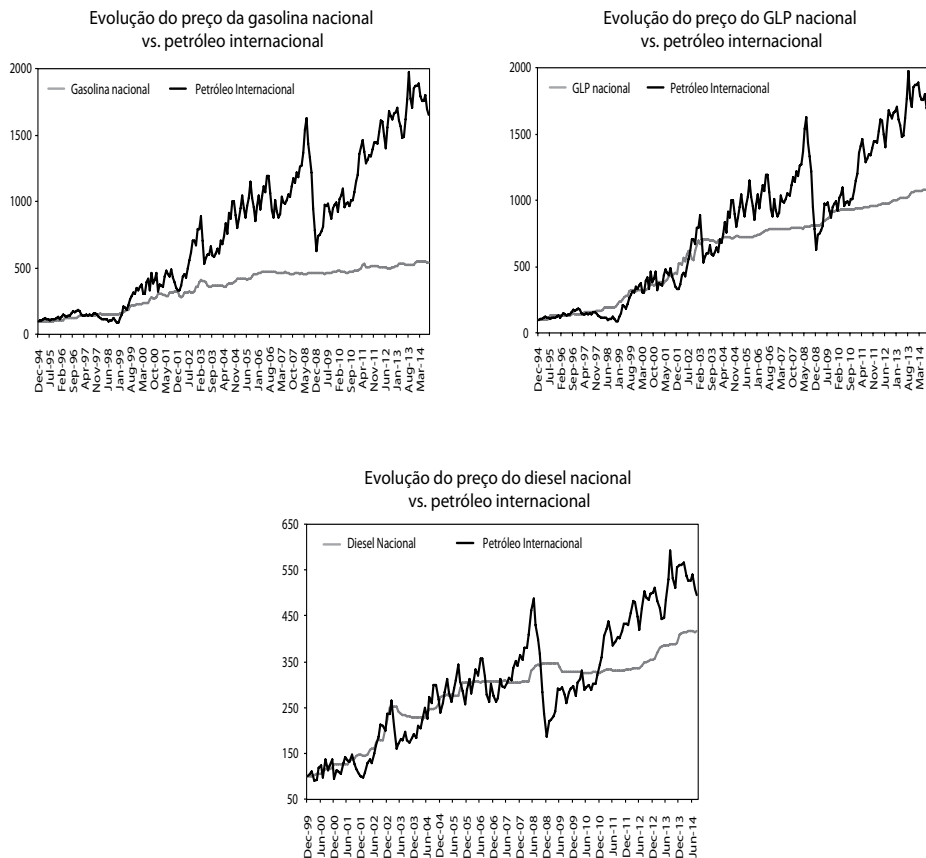 Evolução do preço da gasolina nacional
vs. petróleo internacional
2000
1500
1000
500
0
Gasolina nacional
Petróleo Internacional
Dec-94
Jul-95
Feb-96
Sep-96
Apr-97
Nov-97
Jun-98
Jan-99
Aug-99
Mar-00
Oct-00
May-01
Dec-01
Jul-02
Feb-03
Sep-03
Apr-04
Nov-04
Jun-05
Jan-06
Aug-06
Mar-07
Oct-07
May-08
Dec-08
Jul-09
Feb-10
Sep-10
Apr-11
Nov-11
Jun-12
Jan-13
Aug-13
Mar-14
Evolução do preço do GLP nacional
vs. petróleo internacional
2000
1500
1000
500
0
GLP nacional
Petróleo Internacional
Dec-94
Jul-95
Feb-96
Sep-96
Apr-97
Nov-97
Jun-98
Jan-99
Aug-99
Mar-00
Oct-00
May-01
Dec-01
Jul-02
Feb-03
Sep-03
Apr-04
Nov-04
Jun-05
Jan-06
Aug-06
Mar-07
Oct-07
May-08
Dec-08
Jul-09
Feb-10
Sep-10
Apr-11
Nov-11
Jun-12
Jan-13
Aug-13
Mar-14
Evolução do preço do diesel nacional
vs. petróleo internacional
650
550
450
350
250
150
50
Diesel Nacional
Petróleo Internacional
Dec-99
Jun-00
Dec-00
Jun-01
Dec-01
Jun-02
Dec-02
Jun-03
Dec-03
Jun-04
Dec-04
Jun-05
Dec-05
Jun-06
Dec-06
Jun-07
Dec-07
Jun-08
Dec-08
Jun-09
Dec-09
Jun-10
Dec-10
Jun-11
Dec-11
Jun-12
Dec-12
Jun-13
Dec-13
Jun-14